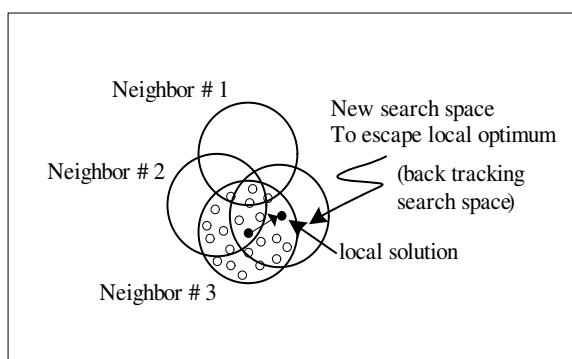 Neighbor # 1
New search space
To escape local optimum
Neighbor # 2
(back tracking
search space)
local solution
Neighbor # 3